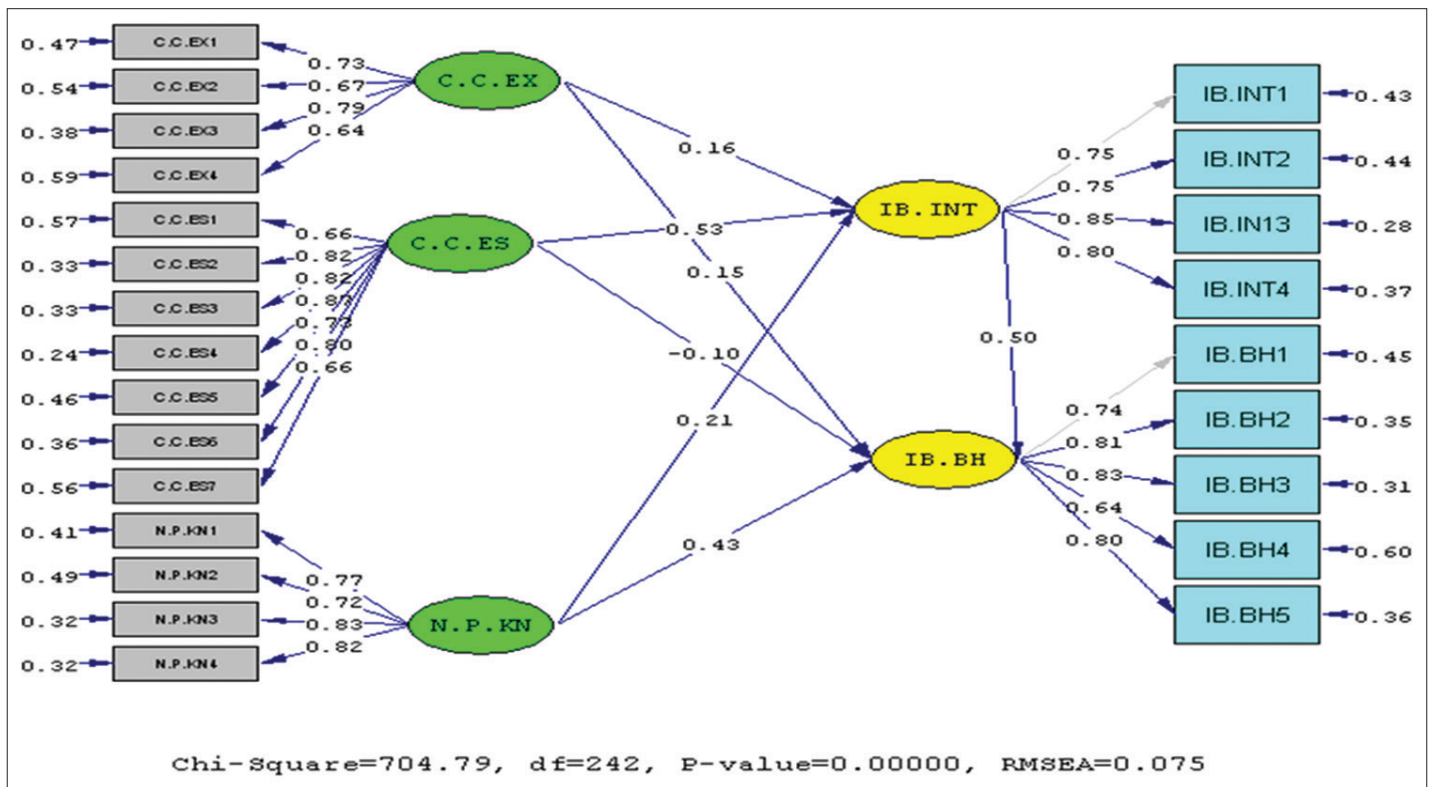 0.47 C.C.EX1
0.54 C.C.EX2
0.38 C.C.EX3
0.59 C.C.EX4
0.57 C.C.ES1
0.33 C.C.ES2
0.33 C.C.ES3
0.24 C.C.ES4
0.46 C.C.ES5
0.36 C.C.ES6
0.56 C.C.ES7
0.41 N.P.KN1
0.49 N.P.KN2
0.32 N.P.KN3
0.32 N.P.KN4
0.73
0.67
0.79
0.64
0.66
0.82
0.82
0.87
0.73
0.80
0.66
0.77
0.72
0.83
0.82
C.C.EX
C.C.ES
N.P.KN
0.16
0.53
0.15
-0.10
0.21
0.43
IB.INT
0.50
IB.BH
0.75
0.75
0.85
0.80
0.74
0.81
0.83
0.64
0.80
IB.INT1 0.43
IB.INT2 0.44
IB.IN13 0.28
IB.INT4 0.37
IB.BH1 0.45
IB.BH2 0.35
IB.BH3 0.31
IB.BH4 0.60
IB.BH5 0.36
Chi-Square=704.79, df=242, P-value=0.00000, RMSEA=0.075